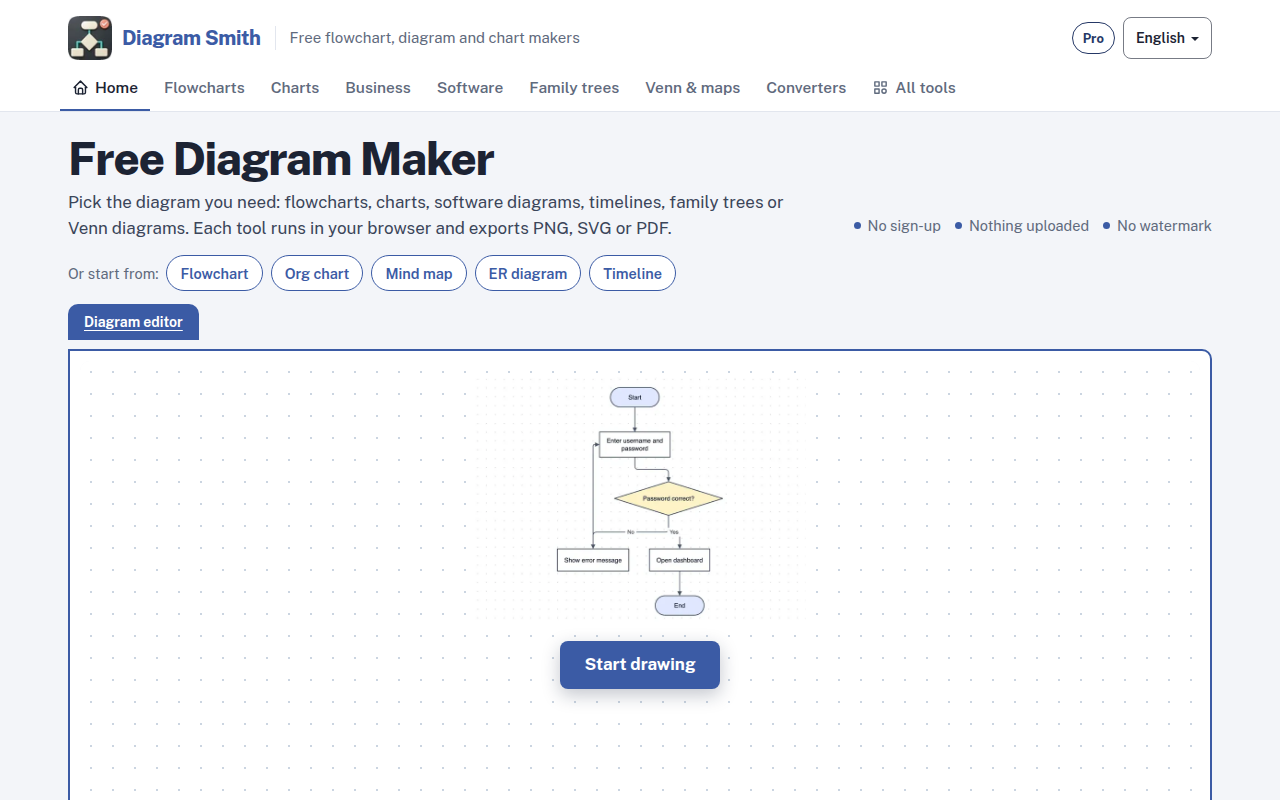 Diagram Smith
Free flowchart, diagram and chart makers
Pro
English
Home
Flowcharts
Charts
Business
Software
Family trees
Venn & maps
Converters
All tools
Free Diagram Maker
Pick the diagram you need: flowcharts, charts, software diagrams, timelines, family trees or
Venn diagrams. Each tool runs in your browser and exports PNG, SVG or PDF.
No sign-up
Nothing uploaded
No watermark
Or start from:
Flowchart
Org chart
Mind map
ER diagram
Timeline
Diagram editor
Start
Enter username and
password
Password correct?
No
Yes
Show error message
Open dashboard
End
Start drawing